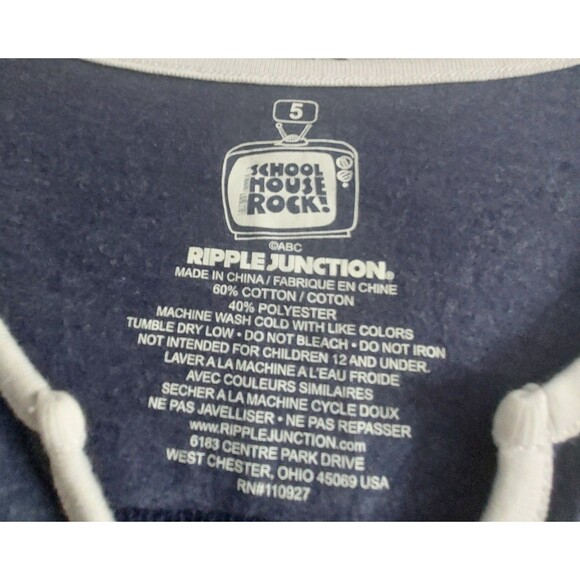 5
SCHOOL
HOUSE
ROCK!
©ABC
RIPPLE JUNCTION®
MADE IN CHINA / FABRIQUE EN CHINE
60% COTTON / COTON
40% POLYESTER
MACHINE WASH COLD WITH LIKE COLORS
TUMBLE DRY LOW • DO NOT BLEACH • DO NOT IRON
NOT INTENDED FOR CHILDREN 12 AND UNDER.
LAVER A LA MACHINE A L'EAU FROIDE
AVEC COULEURS SIMILAIRES
SECHER A LA MACHINE CYCLE DOUX
NE PAS JAVELLISER • NE PAS REPASSER
www.RIPPLEJUNCTION.com
6183 CENTRE PARK DRIVE
WEST CHESTER, OHIO 45069 USA
RN#110927